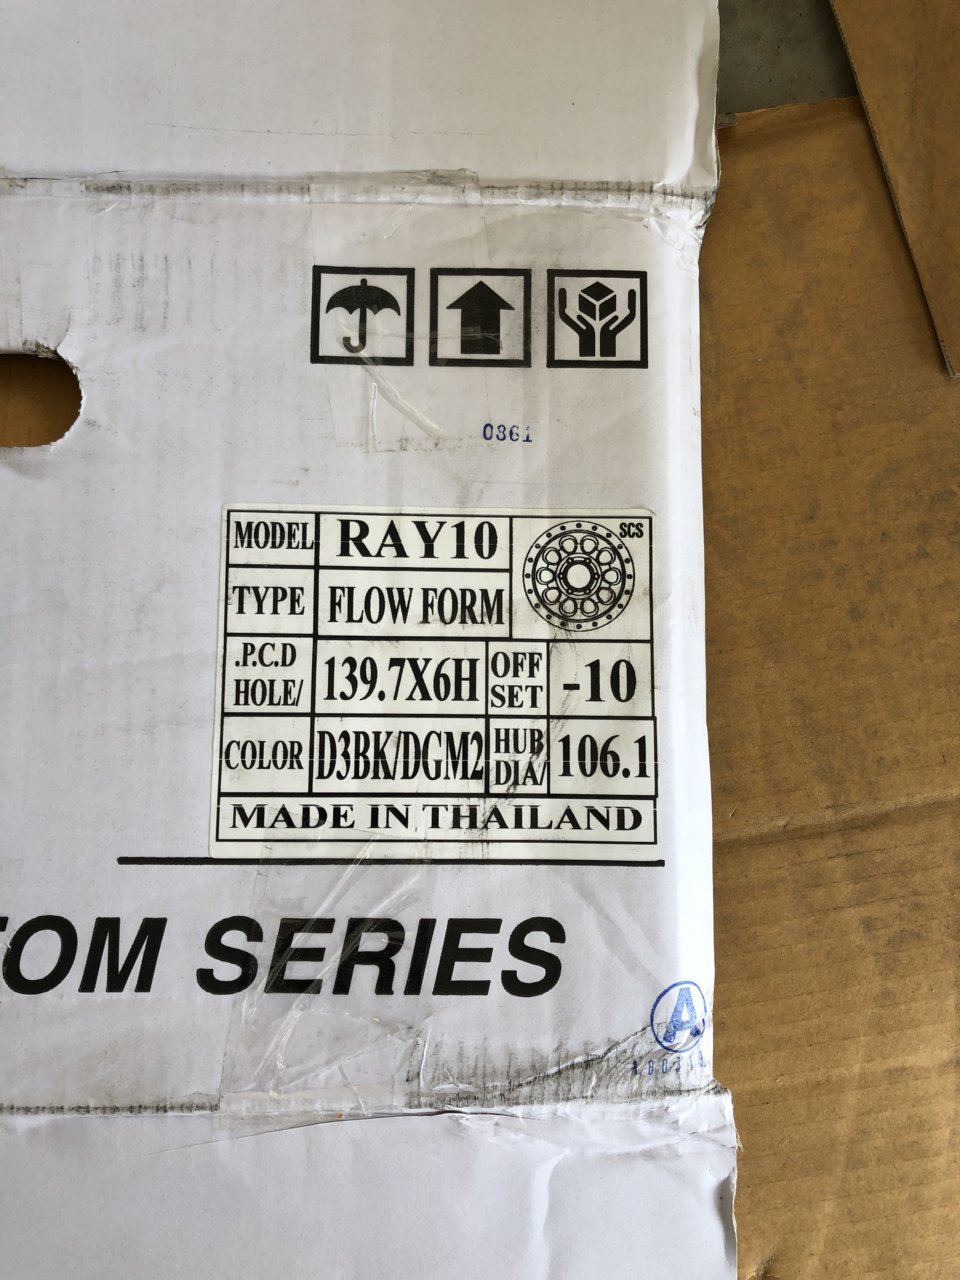 0361
MODEL RAY10 SCS
TYPE FLOW FORM
.P.C.D
HOLE/ 139.7X6H OFF
SET -10
COLOR D3BK/DGM2 HUB
DIA/ 106.1
MADE IN THAILAND
OM SERIES
A